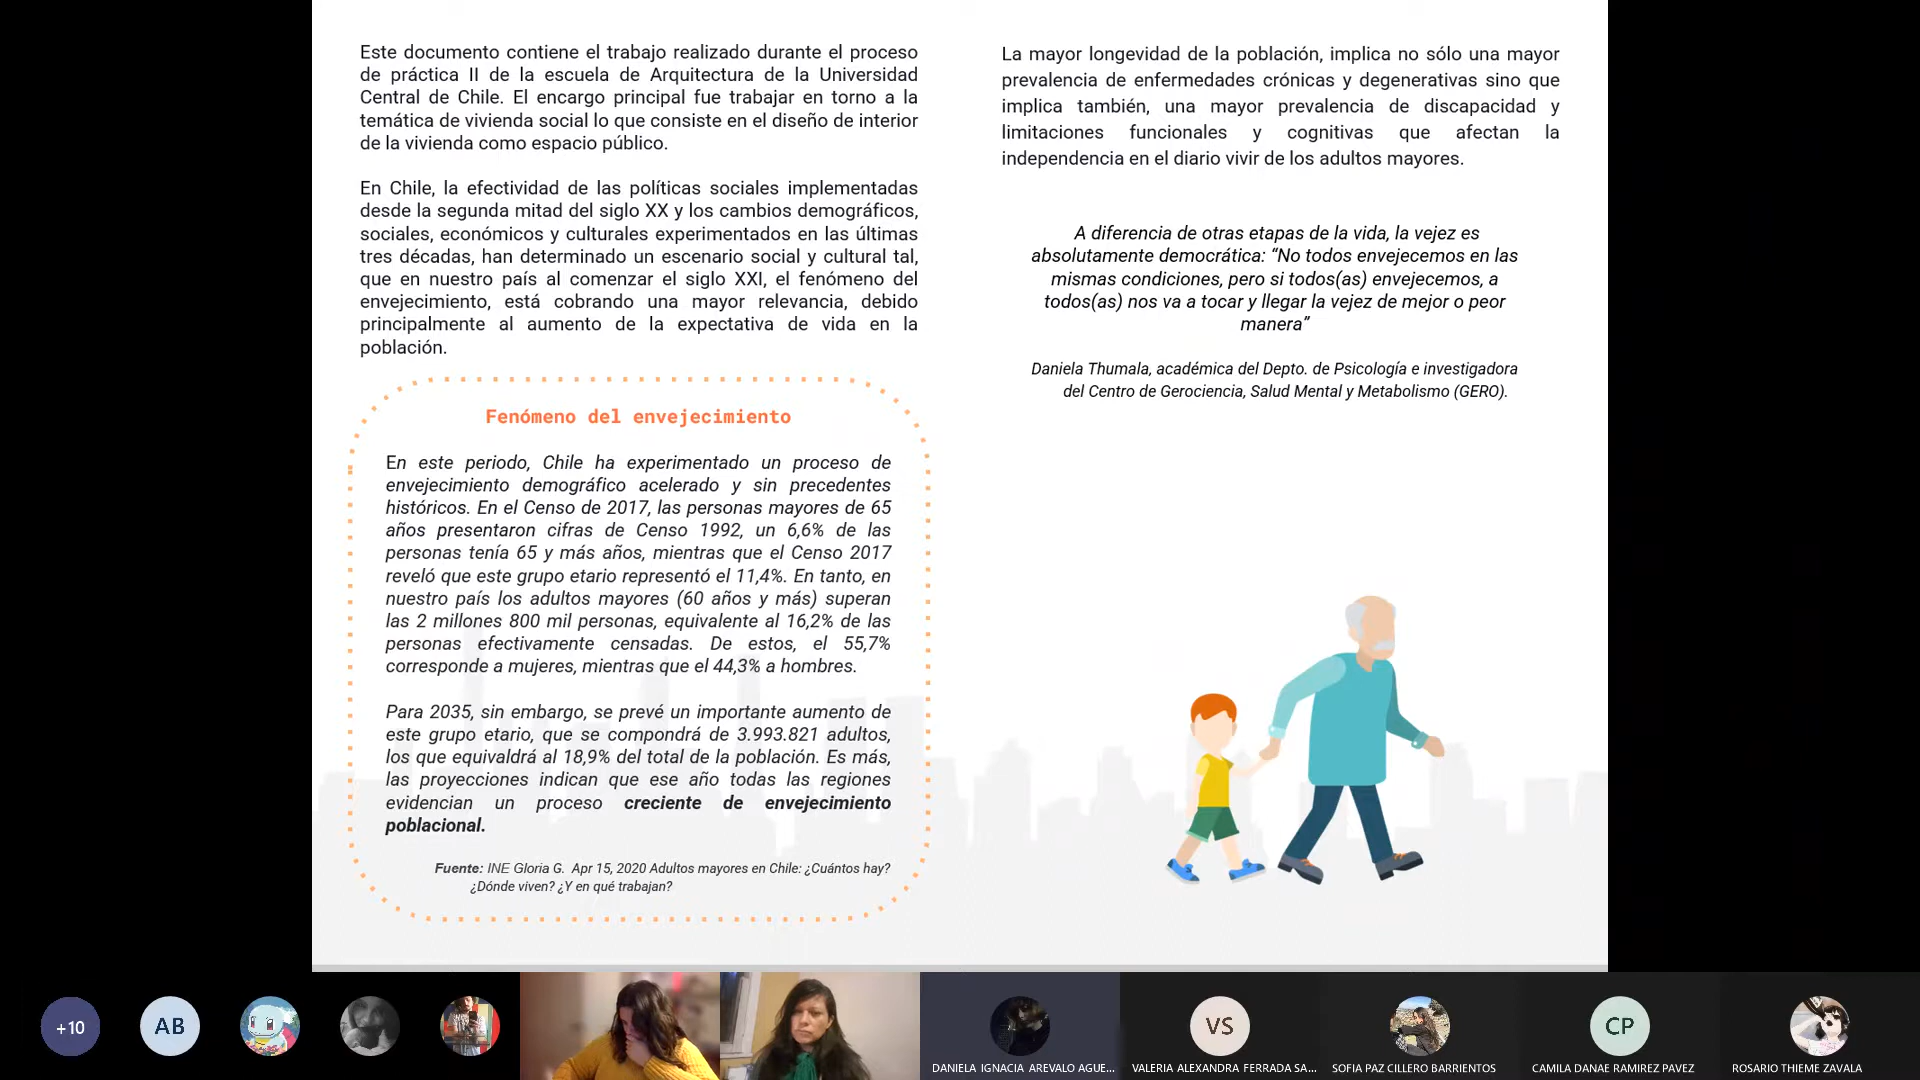 Este documento contiene el trabajo realizado durante el proceso
de práctica II de la escuela de Arquitectura de la Universidad
Central de Chile. El encargo principal fue trabajar en torno a la
temática de vivienda social lo que consiste en el diseño de interior
de la vivienda como espacio público.
En Chile, la efectividad de las políticas sociales implementadas
desde la segunda mitad del siglo XX y los cambios demográficos,
sociales, económicos y culturales experimentados en las últimas
tres décadas, han determinado un escenario social y cultural tal,
que en nuestro país al comenzar el siglo XXI, el fenómeno del
envejecimiento, está cobrando una mayor relevancia, debido
principalmente al aumento de la expectativa de vida en la
población.
Fenómeno del envejecimiento
En este periodo, Chile ha experimentado un proceso de
envejecimiento demográfico acelerado y sin precedentes
históricos. En el Censo de 2017, las personas mayores de 65
años presentaron cifras de Censo 1992, un 6,6% de las
personas tenía 65 y más años, mientras que el Censo 2017
reveló que este grupo etario representó el 11,4%. En tanto, en
nuestro país los adultos mayores (60 años y más) superan
las 2 millones 800 mil personas, equivalente al 16,2% de las
personas efectivamente censadas. De estos, el 55,7%
corresponde a mujeres, mientras que el 44,3% a hombres.
Para 2035, sin embargo, se prevé un importante aumento de
este grupo etario, que se compondrá de 3.993.821 adultos,
los que equivaldrá al 18,9% del total de la población. Es más,
las proyecciones indican que ese año todas las regiones
evidencian un proceso creciente de envejecimiento
poblacional.
Fuente: INE Gloria G. Apr 15, 2020 Adultos mayores en Chile: ¿Cuántos hay?
¿Dónde viven? ¿Y en qué trabajan?
La mayor longevidad de la población, implica no sólo una mayor
prevalencia de enfermedades crónicas y degenerativas sino que
implica también, una mayor prevalencia de discapacidad y
limitaciones funcionales y cognitivas que afectan la
independencia en el diario vivir de los adultos mayores.
A diferencia de otras etapas de la vida, la vejez es
absolutamente democrática: “No todos envejecemos en las
mismas condiciones, pero si todos(as) envejecemos, a
todos(as) nos va a tocar y llegar la vejez de mejor o peor
manera”
Daniela Thumala, académica del Depto. de Psicología e investigadora
del Centro de Gerociencia, Salud Mental y Metabolismo (GERO).
+10
AB
VS
CP
DANIELA IGNACIA AREVALO AGUE...
VALERIA ALEXANDRA FERRADA SA...
SOFIA PAZ CILLERO BARRIENTOS
CAMILA DANAE RAMIREZ PAVEZ
ROSARIO THIEME ZAVALA